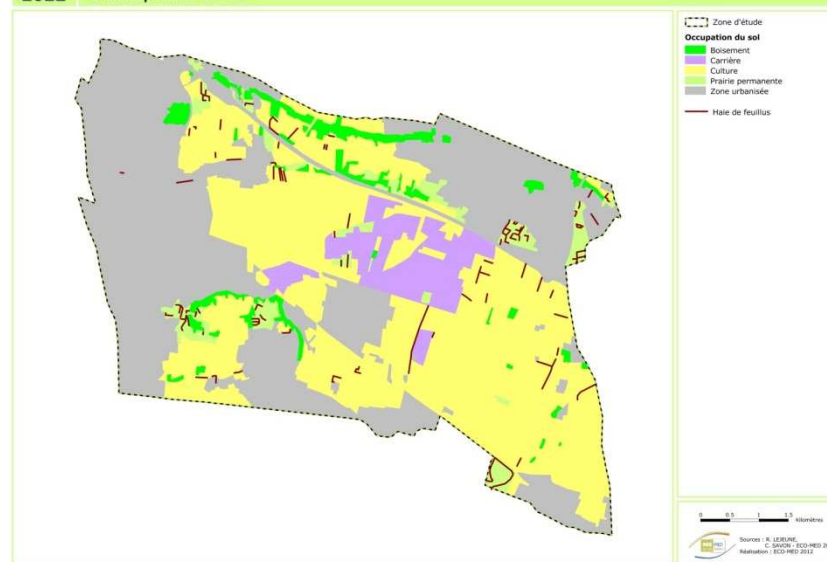 Zone d'étude
Occupation du sol
Boisement
Carrière
Culture
Prairie permanente
Zone urbanisée
Haie de feuillus
0 0.5 1 1.5
Kilomètres
Sources : R. LEJEUNE,
C. SAVON - ECO-MED
Réalisation : ECO-MED 2012